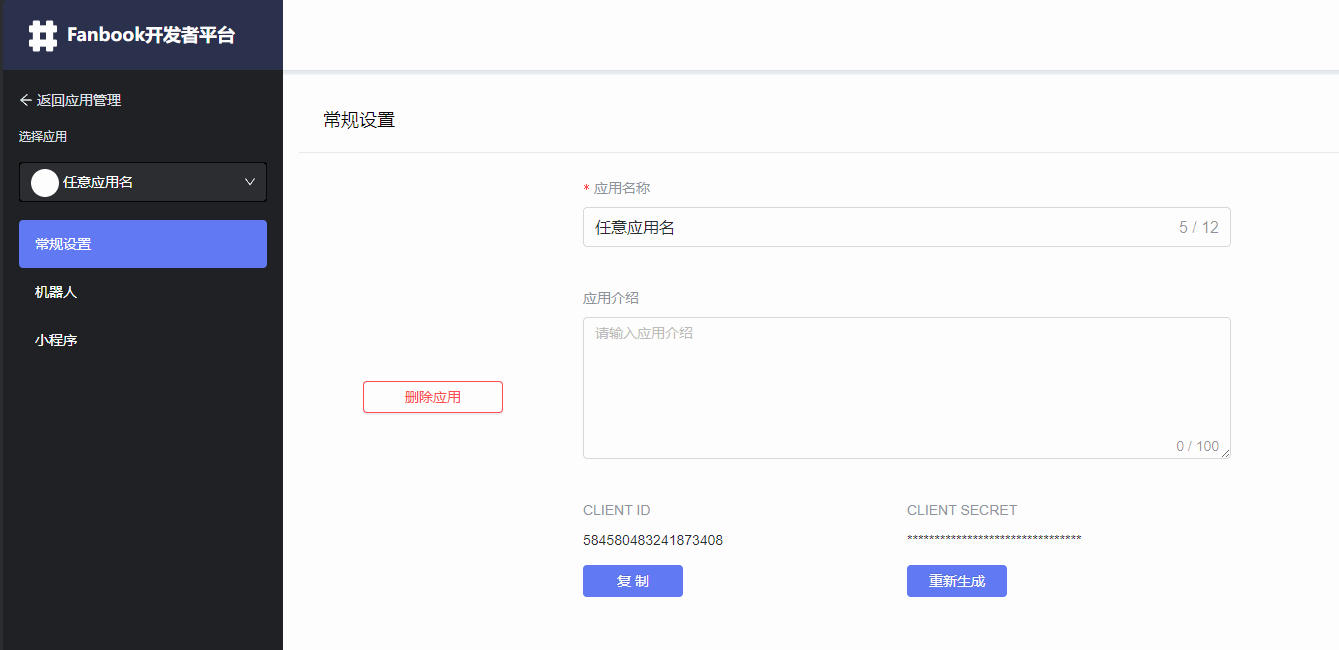 Fanbook开发者平台
返回应用管理
选择应用
任意应用名
常规设置
机器人
小程序
常规设置
* 应用名称
任意应用名 5 / 12
应用介绍
请输入应用介绍
0 / 100
删除应用
CLIENT ID CLIENT SECRET
584580483241873408 ********************************
复 制 重新生成